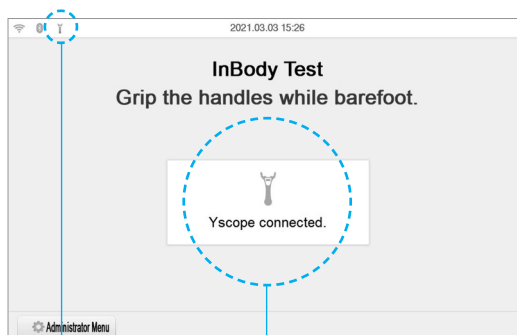 2021.03.03 15:26
InBody Test
Grip the handles while barefoot.
Yscope connected.
Administrator Menu